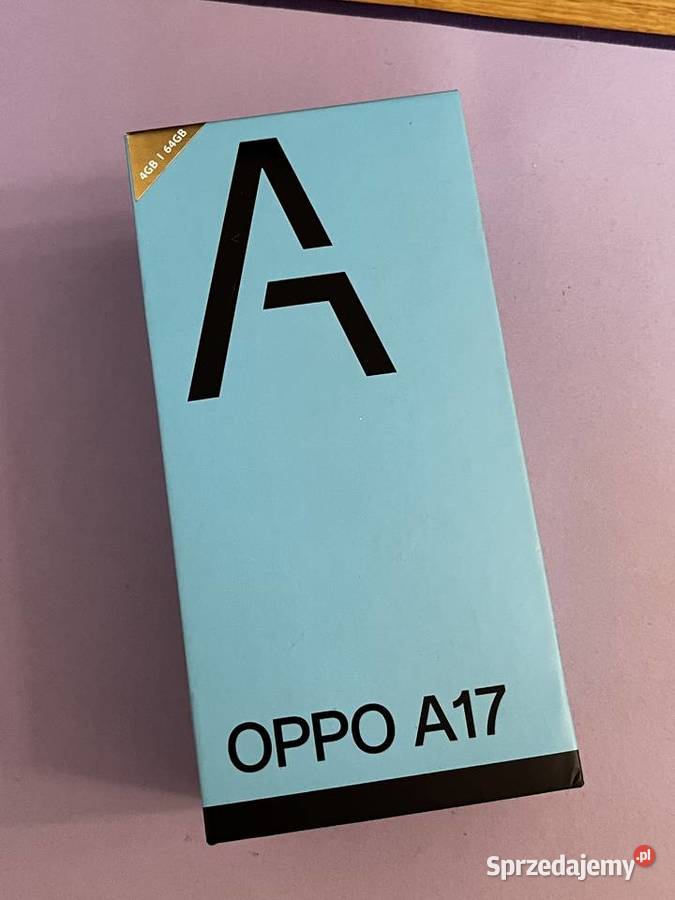 4GB | 64GB
A
OPPO A17
Sprzedajemy.pl